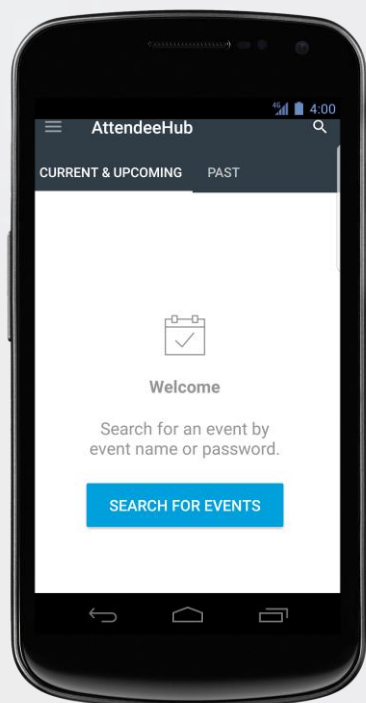 4G 4:00
AttendeeHub
CURRENT & UPCOMING PAST
Welcome
Search for an event by
event name or password.
SEARCH FOR EVENTS